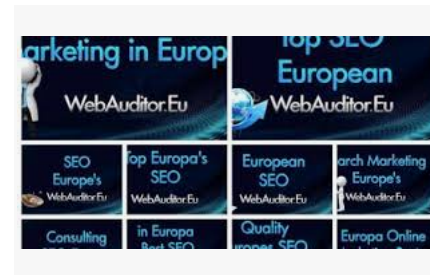 arketing in Europ
WebAuditor.Eu
Top SEO
European
WebAuditor.Eu
SEO
Europe's
WebAuditor.Eu
Top Europa's
SEO
WebAuditor.Eu
European
SEO
WebAuditor.Eu
arch Marketing
Europe's
WebAuditor.Eu
Consulting
in Europa
Best SEO
Quality
Europa Online